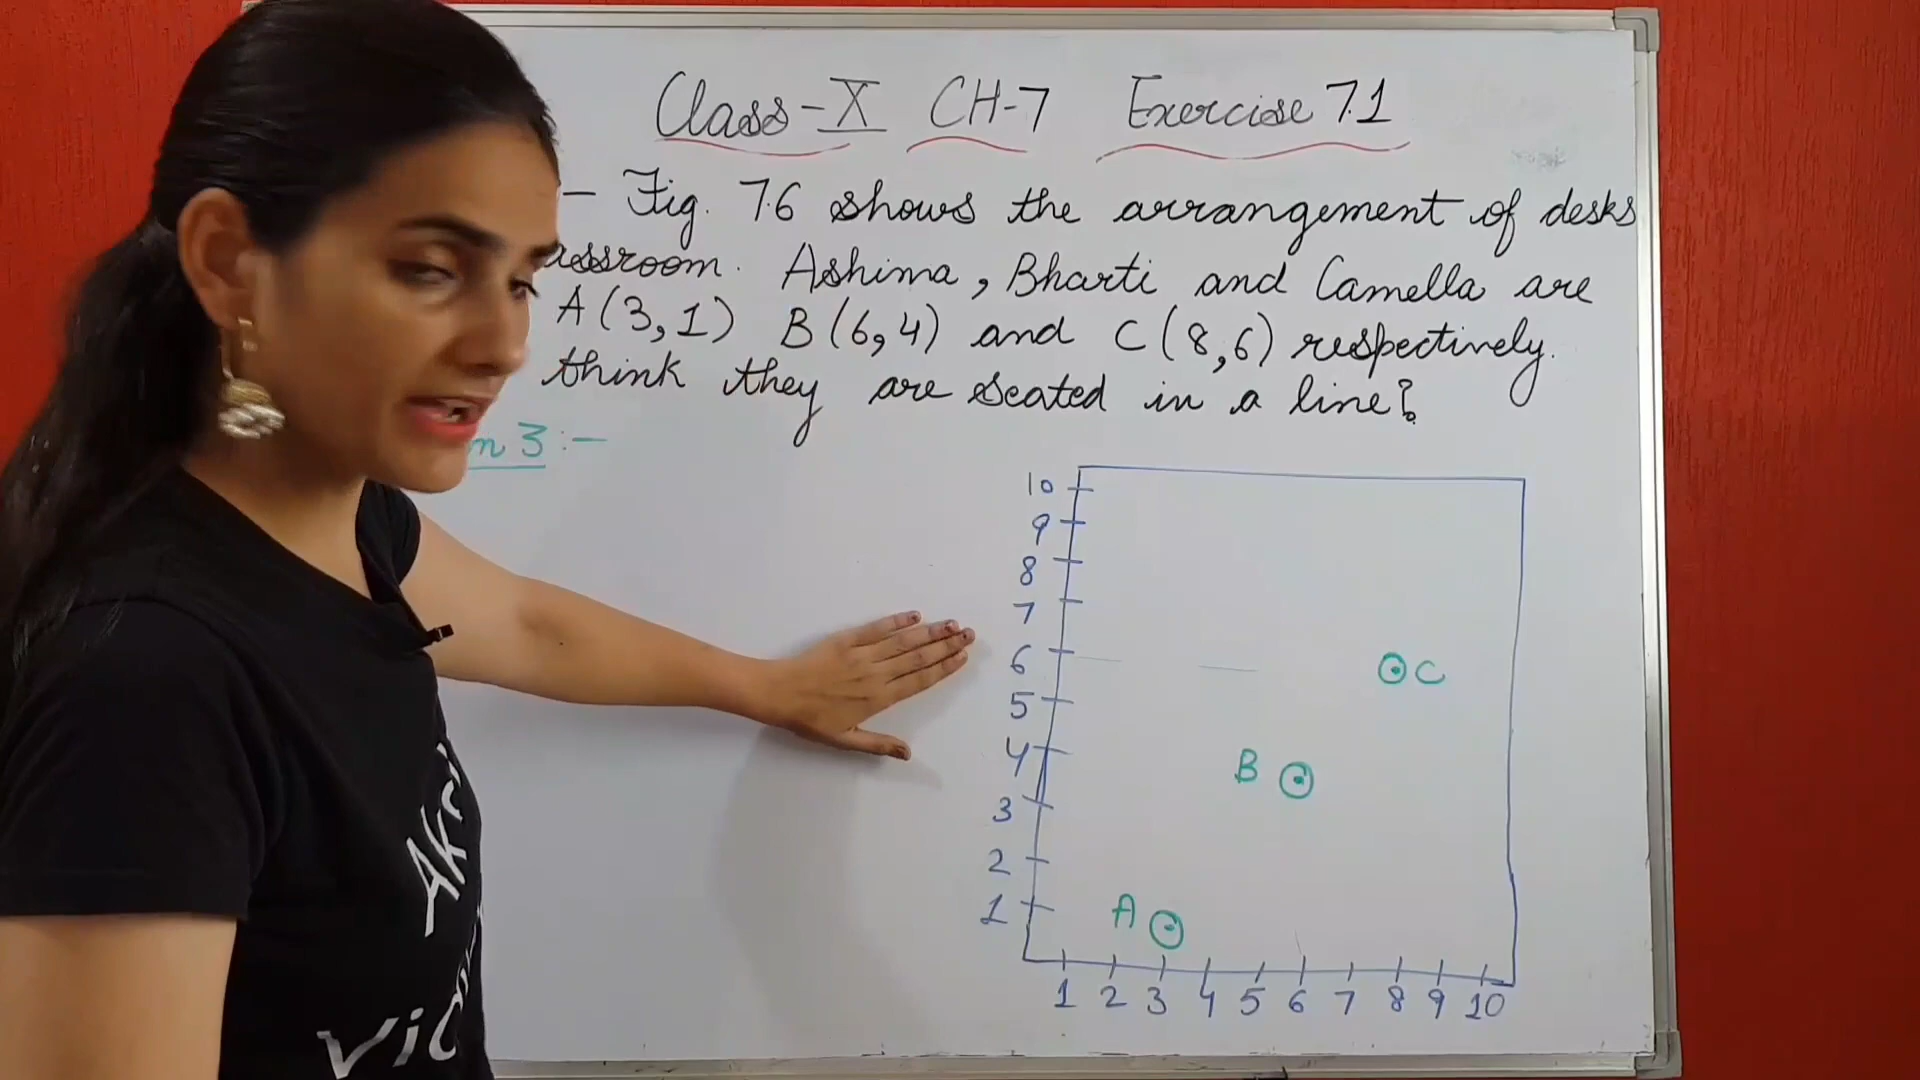 Class-X CH-7 Exercise 7.1
- Fig. 7.6 shows the arrangement of desks
Ashima, Bharti and Camella are
A(3,1) B(6,4) and C(8,6) respectively.
think they are seated in a line?
3:-
10
9
8
7
6
C
5
4
B
3
2
1
A
1 2 3 4 5 6 7 8 9 10